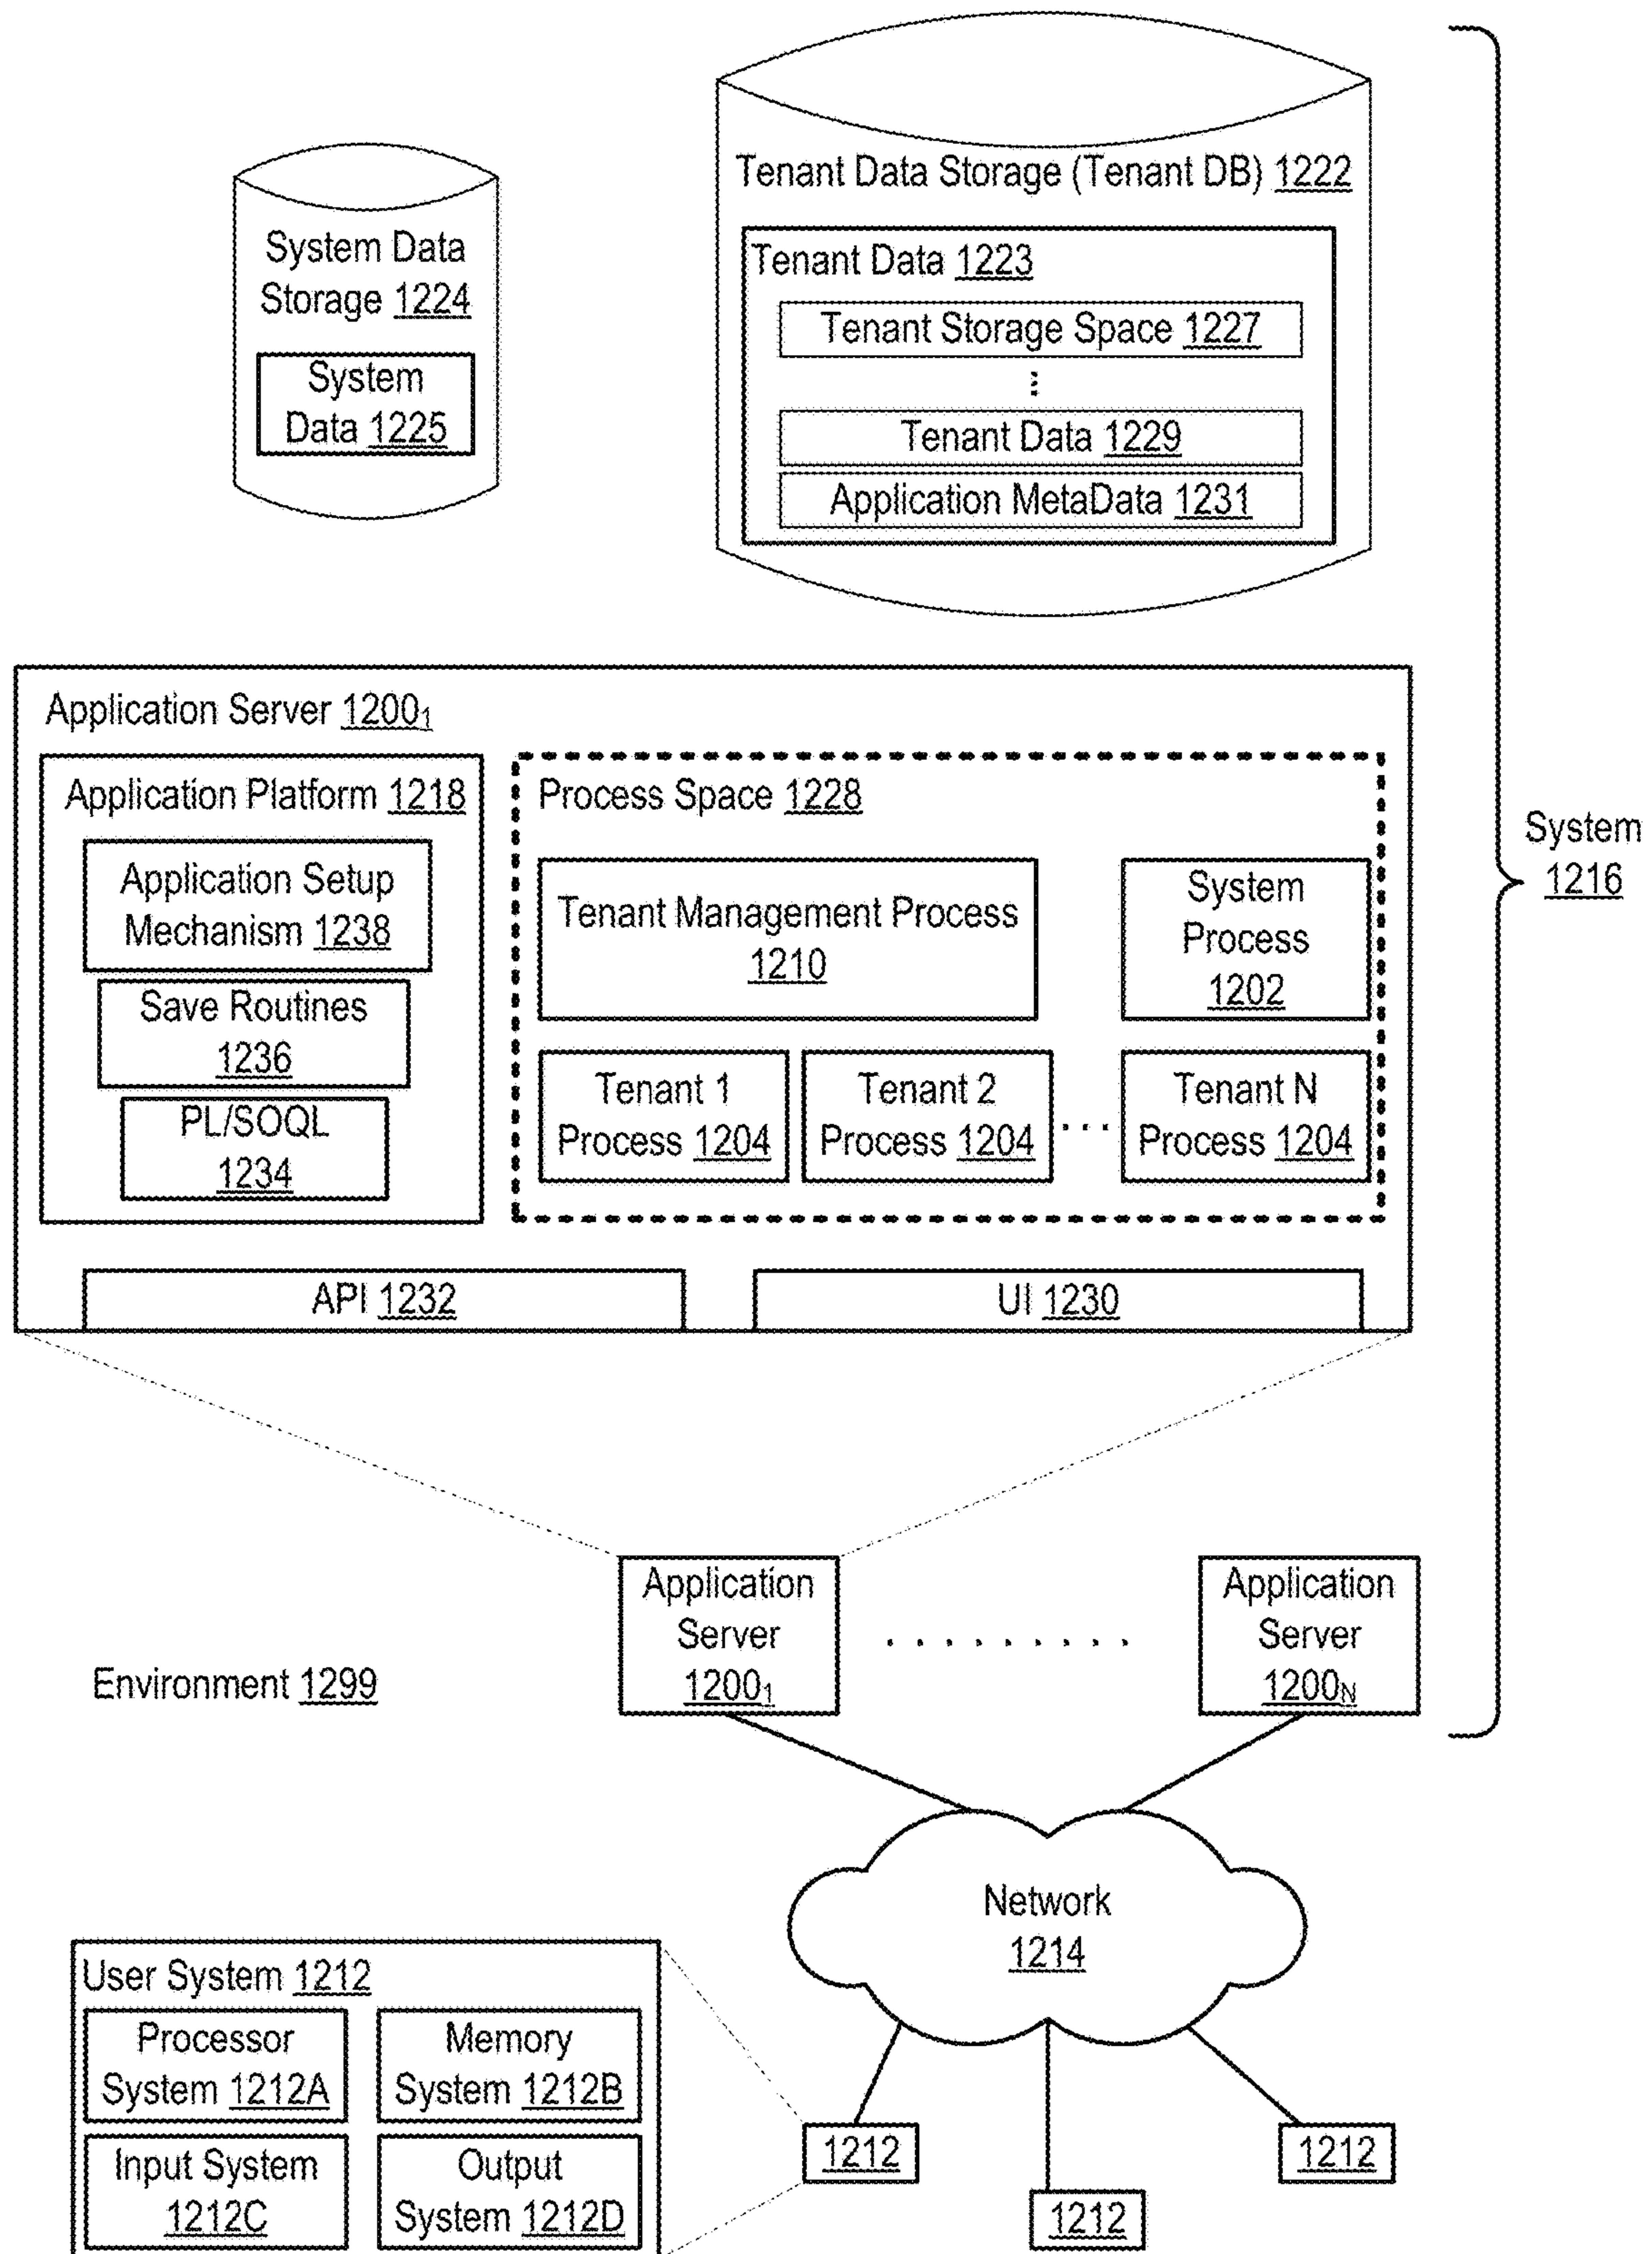 Tenant Data Storage (Tenant DB) 1222
System Data
Storage 1224
System
Data 1225
Tenant Data 1223
Tenant Storage Space 1227
Tenant Data 1229
Application MetaData 1231
System
1216
Application Server 1200₁
Application Platform 1218
Application Setup
Mechanism 1238
Save Routines
1236
PL/SOQL
1234
Process Space 1228
Tenant Management Process
1210
System
Process
1202
Tenant 1
Process 1204
Tenant 2
Process 1204
Tenant N
Process 1204
API 1232
UI 1230
Application
Server
1200₁
Application
Server
1200N
Environment 1299
Network
1214
User System 1212
Processor
System 1212A
Memory
System 1212B
Input System
1212C
Output
System 1212D
1212
1212
1212